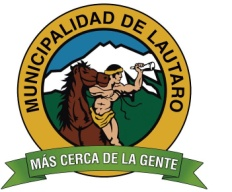 MUNICIPALIDAD DE LAUTARO
MÁS CERCA DE LA GENTE